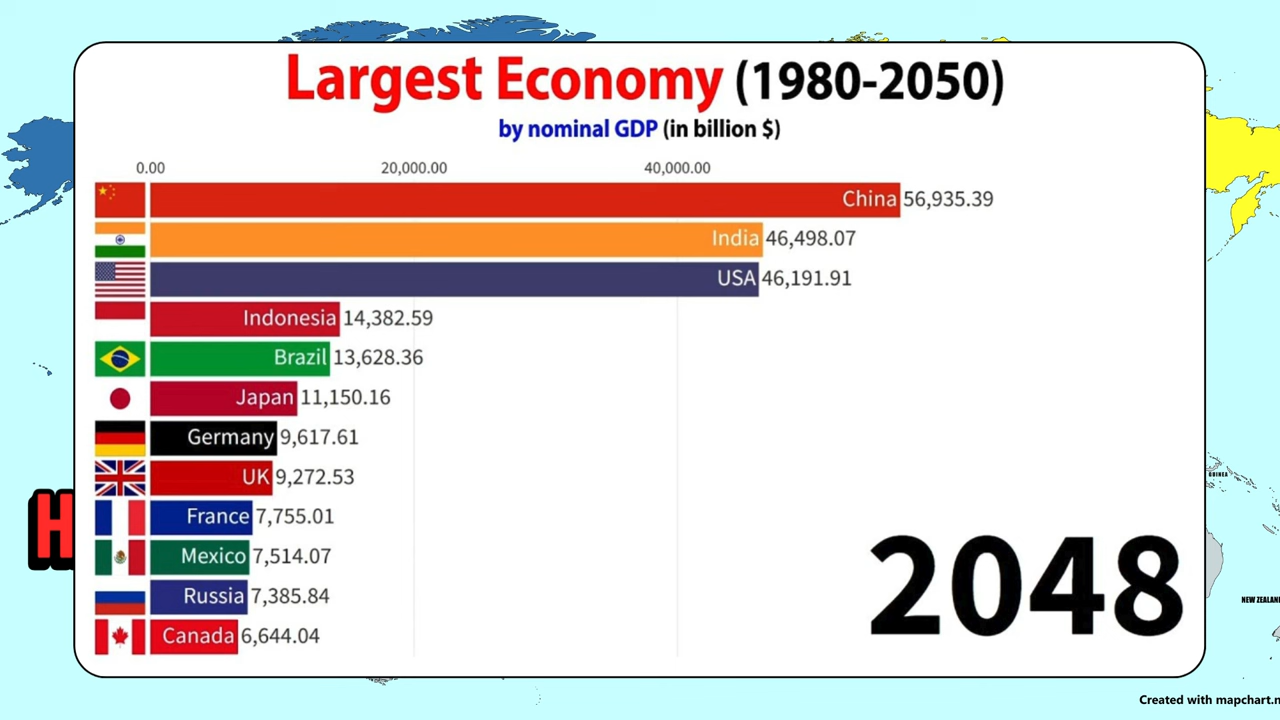 Largest Economy (1980-2050)
by nominal GDP (in billion $)
0.00 20,000.00 40,000.00
China 56,935.39
India 46,498.07
USA 46,191.91
Indonesia 14,382.59
Brazil 13,628.36
Japan 11,150.16
Germany 9,617.61
UK 9,272.53
France 7,755.01
Mexico 7,514.07
Russia 7,385.84
Canada 6,644.04
2048
H
GUINEA
NEW ZEALAN
Created with mapchart.n